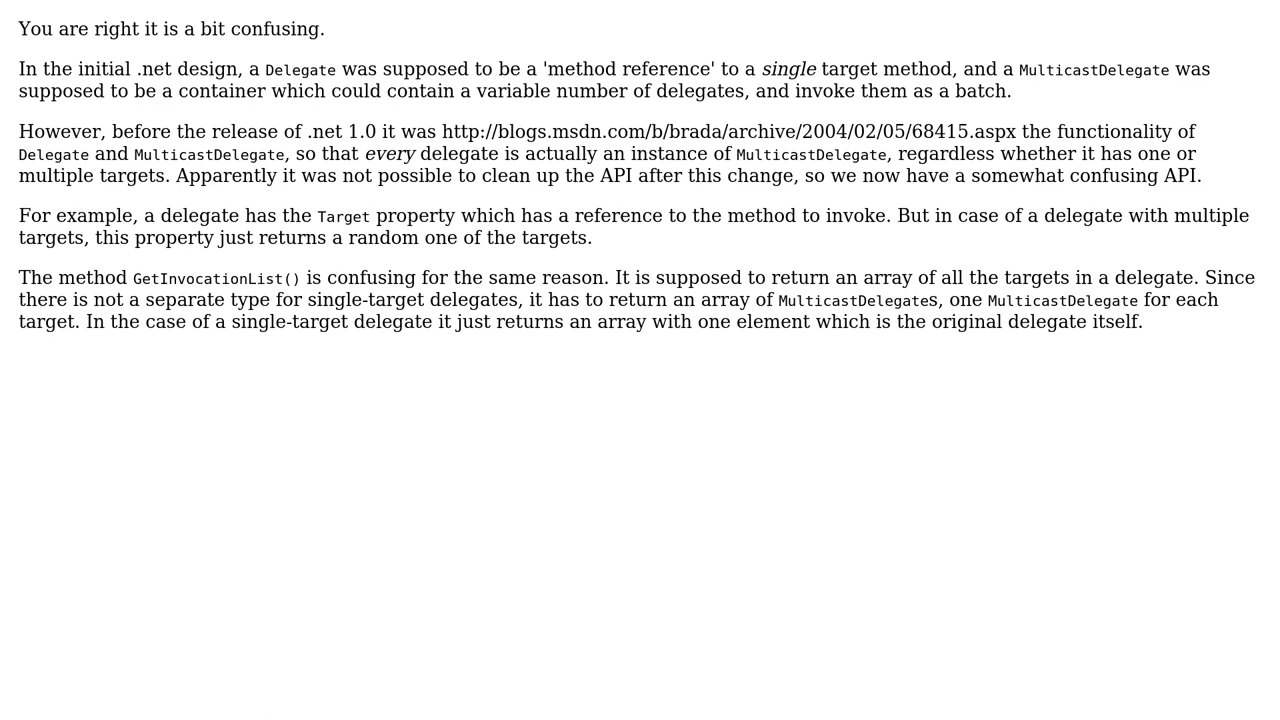 You are right it is a bit confusing.
In the initial .net design, a Delegate was supposed to be a 'method reference' to a single target method, and a MulticastDelegate was
supposed to be a container which could contain a variable number of delegates, and invoke them as a batch.
However, before the release of .net 1.0 it was http://blogs.msdn.com/b/brada/archive/2004/02/05/68415.aspx the functionality of
Delegate and MulticastDelegate, so that every delegate is actually an instance of MulticastDelegate, regardless whether it has one or
multiple targets. Apparently it was not possible to clean up the API after this change, so we now have a somewhat confusing API.
For example, a delegate has the Target property which has a reference to the method to invoke. But in case of a delegate with multiple
targets, this property just returns a random one of the targets.
The method GetInvocationList() is confusing for the same reason. It is supposed to return an array of all the targets in a delegate. Since
there is not a separate type for single-target delegates, it has to return an array of MulticastDelegates, one MulticastDelegate for each
target. In the case of a single-target delegate it just returns an array with one element which is the original delegate itself.